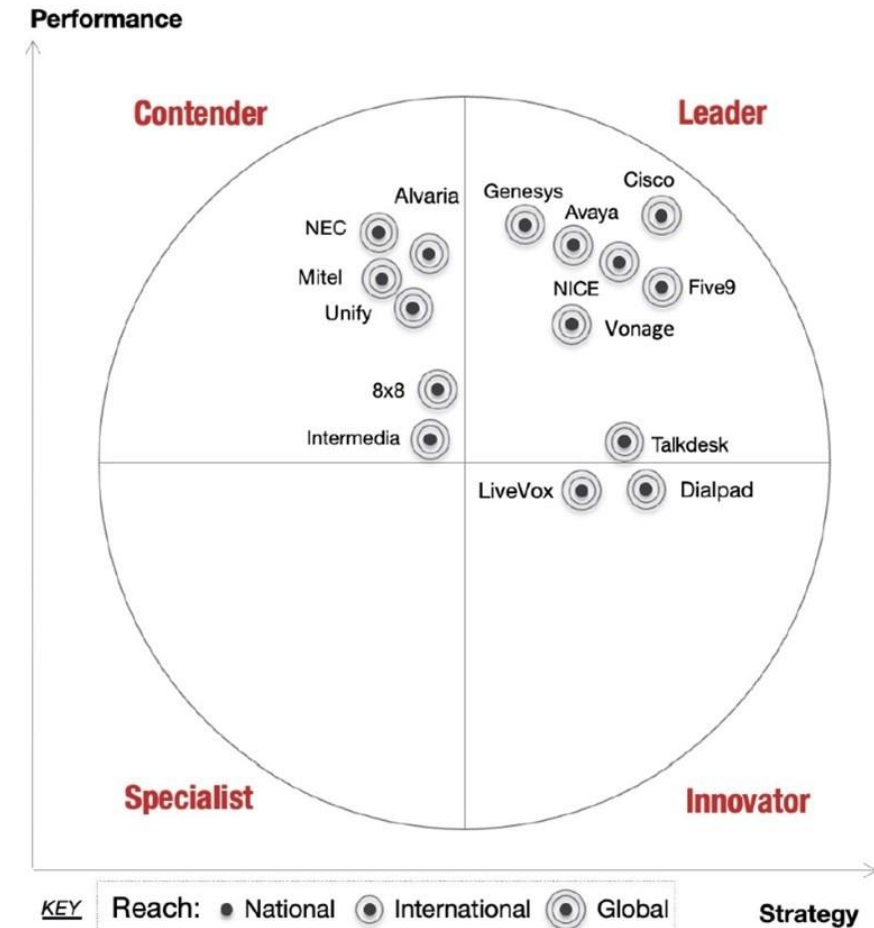 Performance
Contender
Leader
Cisco
Genesys
Alvaria
Avaya
NEC
Mitel
NICE
Five9
Unify
Vonage
8x8
Intermedia
Talkdesk
LiveVox
Dialpad
Specialist
Innovator
KEY Reach: National International Global
Strategy